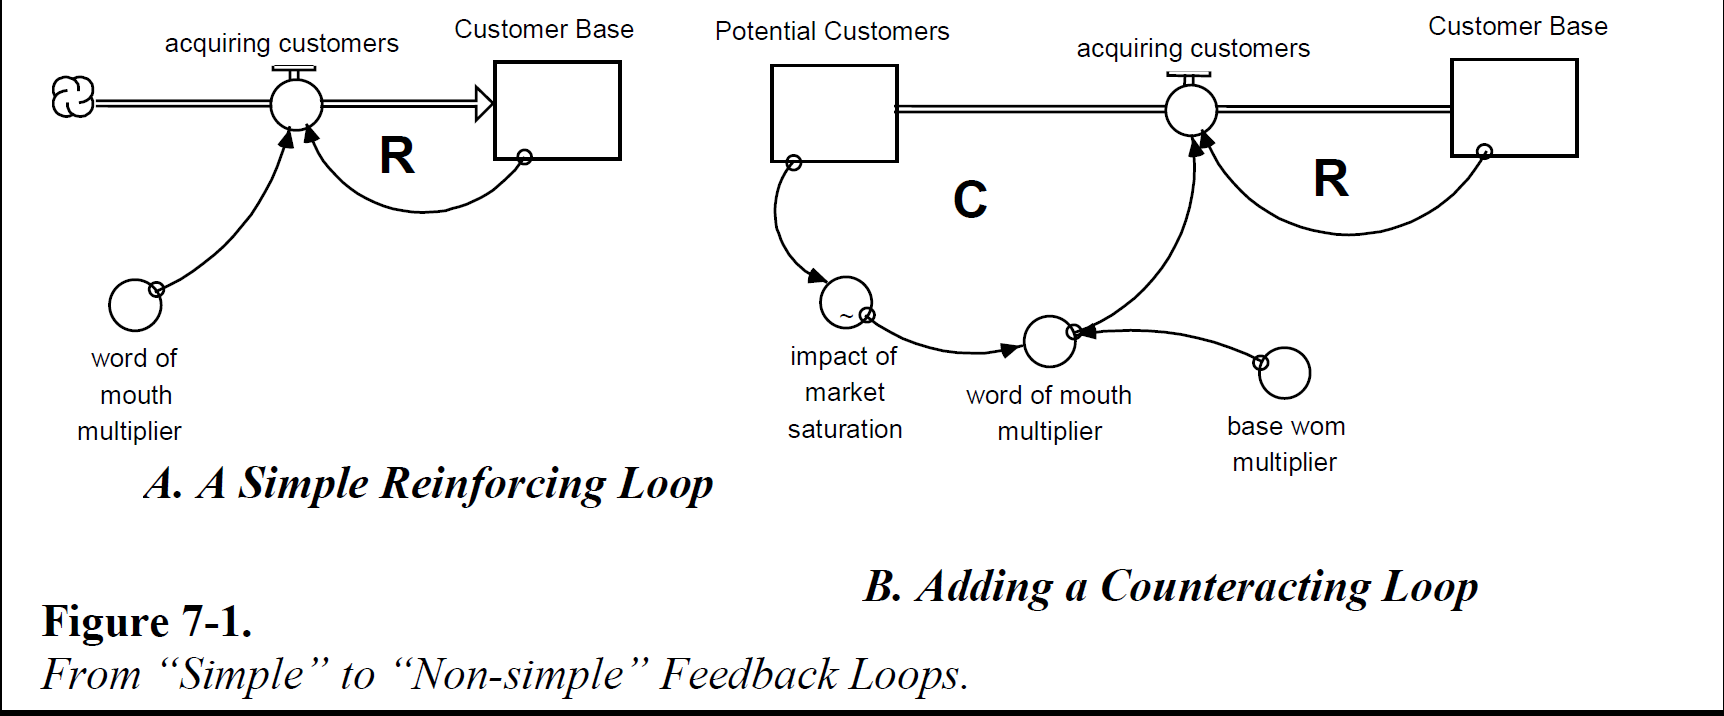 acquiring customers
Customer Base
R
word of
mouth
multiplier
A. A Simple Reinforcing Loop
Potential Customers
acquiring customers
Customer Base
C
R
~
impact of
market
saturation
word of mouth
multiplier
base wom
multiplier
B. Adding a Counteracting Loop
Figure 7-1.
From “Simple” to “Non-simple” Feedback Loops.